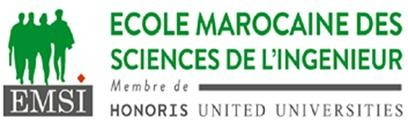 ECOLE MAROCAINE DES
SCIENCES DE L'INGENIEUR
Membre de
HONORIS UNITED UNIVERSITIES
EMSI